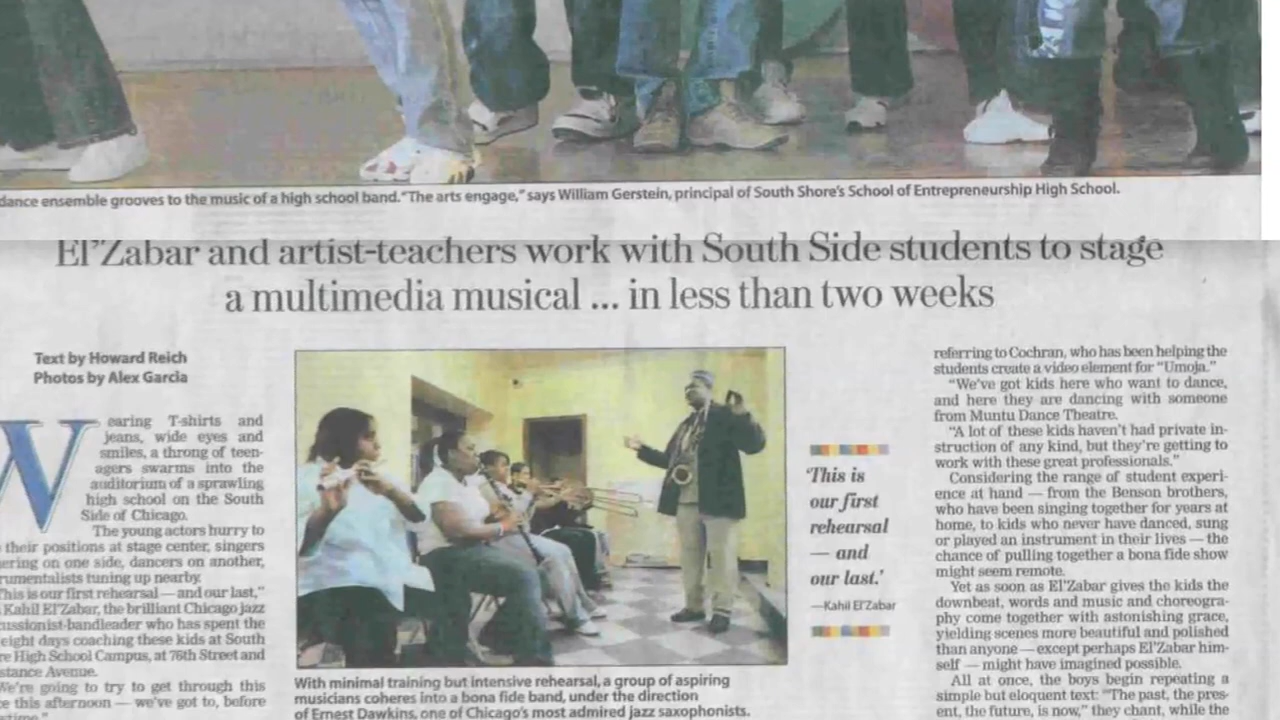 dance ensemble grooves to the music of a high school band. "The arts engage," says William Gerstein, principal of South Shore's School of Entrepreneurship High School.
El'Zabar and artist-teachers work with South Side students to stage
a multimedia musical ... in less than two weeks
Text by Howard Reich
Photos by Alex Garcia
Wearing T-shirts and
jeans, wide eyes and
smiles, a throng of teen-
agers swarms into the
auditorium of a sprawling
high school on the South
Side of Chicago.
The young actors hurry to
their positions at stage center, singers
ering on one side, dancers on another,
rumentalists tuning up nearby.
This is our first rehearsal — and our last,"
Kahil El'Zabar, the brilliant Chicago jazz
ussionist-bandleader who has spent the
eight days coaching these kids at South
re High School Campus, at 76th Street and
stance Avenue.
We're going to try to get through this
e this afternoon — we've got to, before
time."
With minimal training but intensive rehearsal, a group of aspiring
musicians coheres into a bona fide band, under the direction
of Ernest Dawkins, one of Chicago's most admired jazz saxophonists.
'This is
our first
rehearsal
— and
our last.'
—Kahil El'Zabar
referring to Cochran, who has been helping the
students create a video element for "Umoja."
"We've got kids here who want to dance,
and here they are dancing with someone
from Muntu Dance Theatre.
"A lot of these kids haven't had private in-
struction of any kind, but they're getting to
work with these great professionals."
Considering the range of student experi-
ence at hand — from the Benson brothers,
who have been singing together for years at
home, to kids who never have danced, sung
or played an instrument in their lives — the
chance of pulling together a bona fide show
might seem remote.
Yet as soon as El'Zabar gives the kids the
downbeat, words and music and choreogra-
phy come together with astonishing grace,
yielding scenes more beautiful and polished
than anyone — except perhaps El'Zabar him-
self — might have imagined possible.
All at once, the boys begin repeating a
simple but eloquent text: "The past, the pres-
ent, the future, is now," they chant, while the